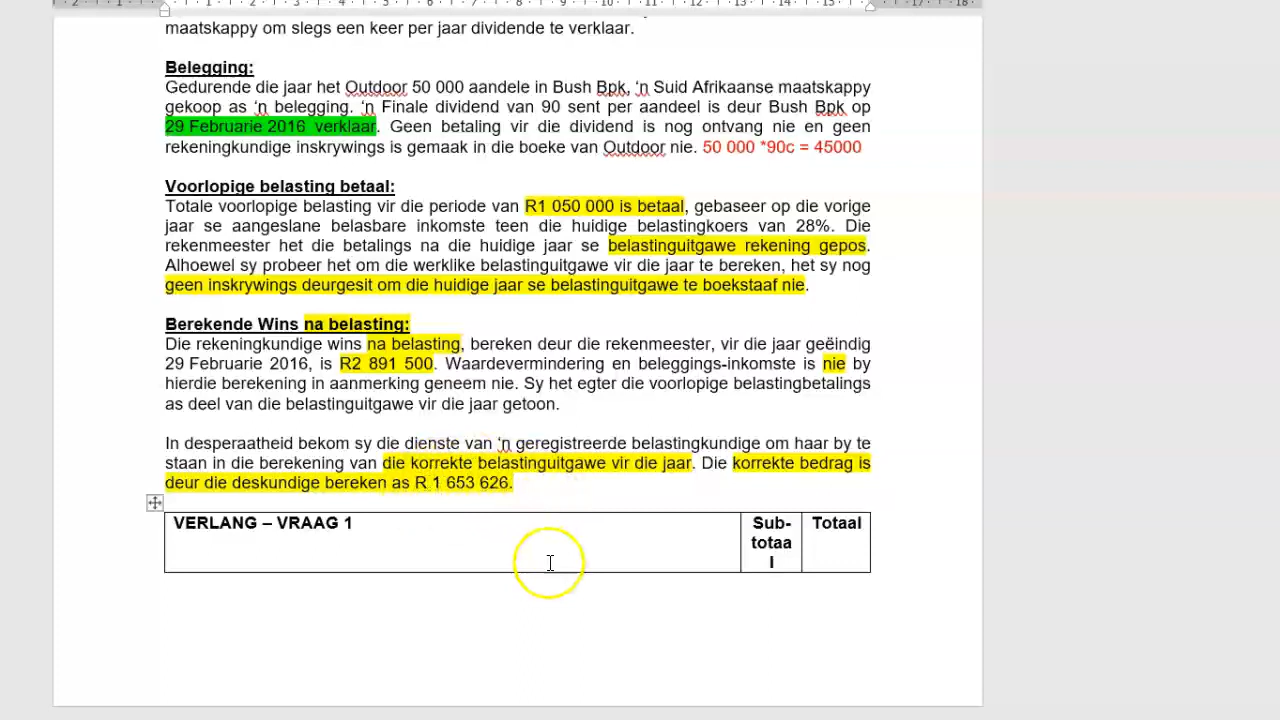 maatskappy om slegs een keer per jaar dividende te verklaar.
Belegging:
Gedurende die jaar het Outdoor 50 000 aandele in Bush Bpk, ‘n Suid Afrikaanse maatskappy
gekoop as ‘n belegging. ‘n Finale dividend van 90 sent per aandeel is deur Bush Bpk op
29 Februarie 2016 verklaar. Geen betaling vir die dividend is nog ontvang nie en geen
rekeningkundige inskrywings is gemaak in die boeke van Outdoor nie. 50 000 *90c = 45000
Voorlopige belasting betaal:
Totale voorlopige belasting vir die periode van R1 050 000 is betaal, gebaseer op die vorige
jaar se aangeslane belasbare inkomste teen die huidige belastingkoers van 28%. Die
rekenmeester het die betalings na die huidige jaar se belastinguitgawe rekening gepos.
Alhoewel sy probeer het om die werklike belastinguitgawe vir die jaar te bereken, het sy nog
geen inskrywings deurgesit om die huidige jaar se belastinguitgawe te boekstaaf nie.
Berekende Wins na belasting:
Die rekeningkundige wins na belasting, bereken deur die rekenmeester, vir die jaar geëindig
29 Februarie 2016, is R2 891 500. Waardevermindering en beleggings-inkomste is nie by
hierdie berekening in aanmerking geneem nie. Sy het egter die voorlopige belastingbetalings
as deel van die belastinguitgawe vir die jaar getoon.
In desperaatheid bekom sy die dienste van ‘n geregistreerde belastingkundige om haar by te
staan in die berekening van die korrekte belastinguitgawe vir die jaar. Die korrekte bedrag is
deur die deskundige bereken as R 1 653 626.
VERLANG – VRAAG 1
Sub-
totaa
l
Totaal